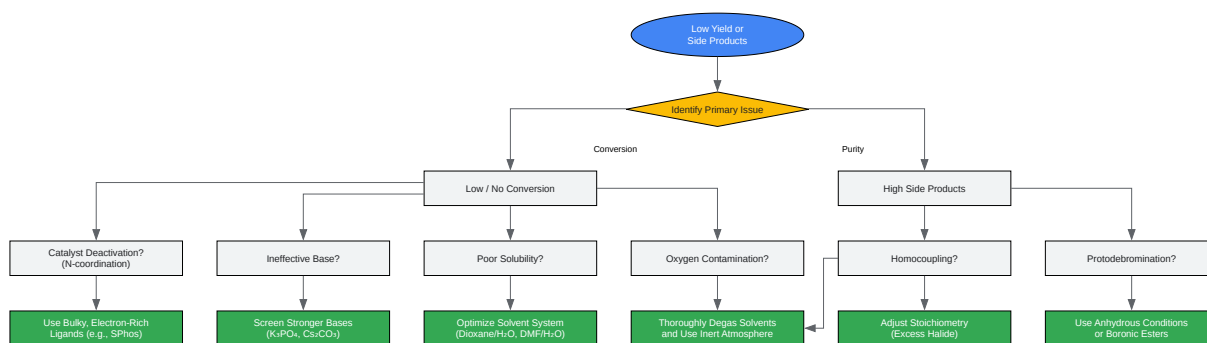 Low Yield or
Side Products
Identify Primary Issue
Conversion
Purity
Low / No Conversion
High Side Products
Catalyst Deactivation?
(N-coordination)
Ineffective Base?
Poor Solubility?
Oxygen Contamination?
Homocoupling?
Protodebromination?
Use Bulky, Electron-Rich
Ligands (e.g., SPhos)
Screen Stronger Bases
(K₃PO₄, Cs₂CO₃)
Optimize Solvent System
(Dioxane/H₂O, DMF/H₂O)
Thoroughly Degas Solvents
and Use Inert Atmosphere
Adjust Stoichiometry
(Excess Halide)
Use Anhydrous Conditions
or Boronic Esters